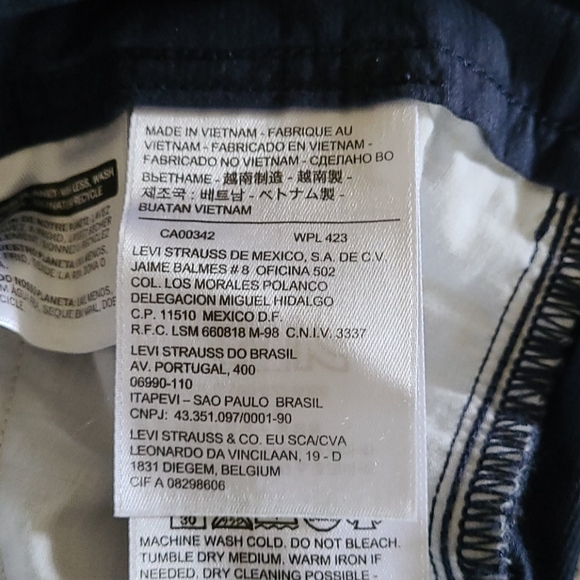 MADE IN VIETNAM - FABRIQUE AU
VIETNAM - FABRICADO EN VIETNAM -
FABRICADO NO VIETNAM - СДЕЛАНО ВО
ВЬЕТНАМЕ - 越南制造 - 越南製 -
제조국 : 베트남 - ベトナム製 -
BUATAN VIETNAM
CA00342 WPL 423
LEVI STRAUSS DE MEXICO, S.A. DE C.V.
JAIME BALMES # 8 OFICINA 502
COL. LOS MORALES POLANCO
DELEGACION MIGUEL HIDALGO
C.P. 11510 MEXICO D.F.
R.F.C. LSM 660818 M-98 C.N.I.V. 3337
LEVI STRAUSS DO BRASIL
AV. PORTUGAL, 400
06990-110
ITAPEVI – SAO PAULO BRASIL
CNPJ: 43.351.097/0001-90
LEVI STRAUSS & CO. EU SCA/CVA
LEONARDO DA VINCILAAN, 19 - D
1831 DIEGEM, BELGIUM
CIF A 08298606
30
MACHINE WASH COLD. DO NOT BLEACH.
TUMBLE DRY MEDIUM. WARM IRON IF
NEEDED. DRY CLEANING POSSIBLE -
LESS, WASH
RECYCLE